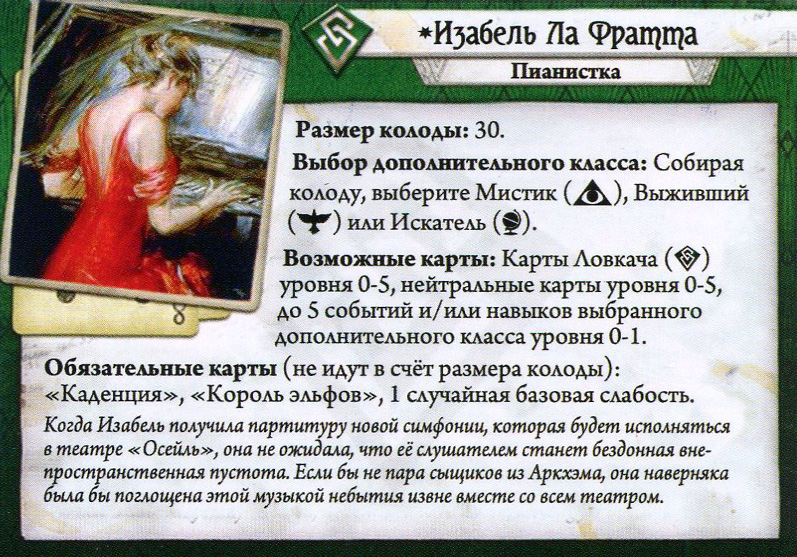 *Изабель Ла Фратта
Пианистка
Размер колоды: 30.
Выбор дополнительного класса: Собирая
колоду, выберите Мистик (), Выживший
() или Искатель ().
Возможные карты: Карты Ловкача ()
уровня 0-5, нейтральные карты уровня 0-5,
до 5 событий и/или навыков выбранного
дополнительного класса уровня 0-1.
Обязательные карты (не идут в счёт размера колоды):
«Каденция», «Король эльфов», 1 случайная базовая слабость.
Когда Изабель получила партитуру новой симфонии, которая будет исполняться
в театре «Осейль», она не ожидала, что её слушателем станет бездонная вне-
пространственная пустота. Если бы не пара сыщиков из Аркхэма, она наверняка
была бы поглощена этой музыкой небытия извне вместе со всем театром.